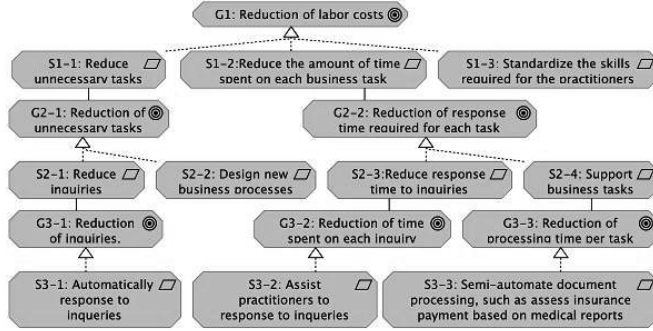 G1: Reduction of labor costs
S1-1: Reduce
unnecessary tasks
S1-2:Reduce the amount of time
spent on each business task
S1-3: Standardize the skills
required for the practitioners
G2-1: Reduction of
unnecessary tasks
G2-2: Reduction of response
time required for each task
S2-1: Reduce
inquiries
S2-2: Design new
business processes
S2-3:Reduce response
time to inquiries
S2-4: Support
business tasks
G3-1: Reduction
of inquiries.
G3-2: Reduction of time
spent on each inquiry
G3-3: Reduction of
processing time per task
S3-1: Automatically
response to
inqueries
S3-2: Assist
practitioners to
response to inqueries
S3-3: Semi-automate document
processing, such as assess insurance
payment based on medical reports